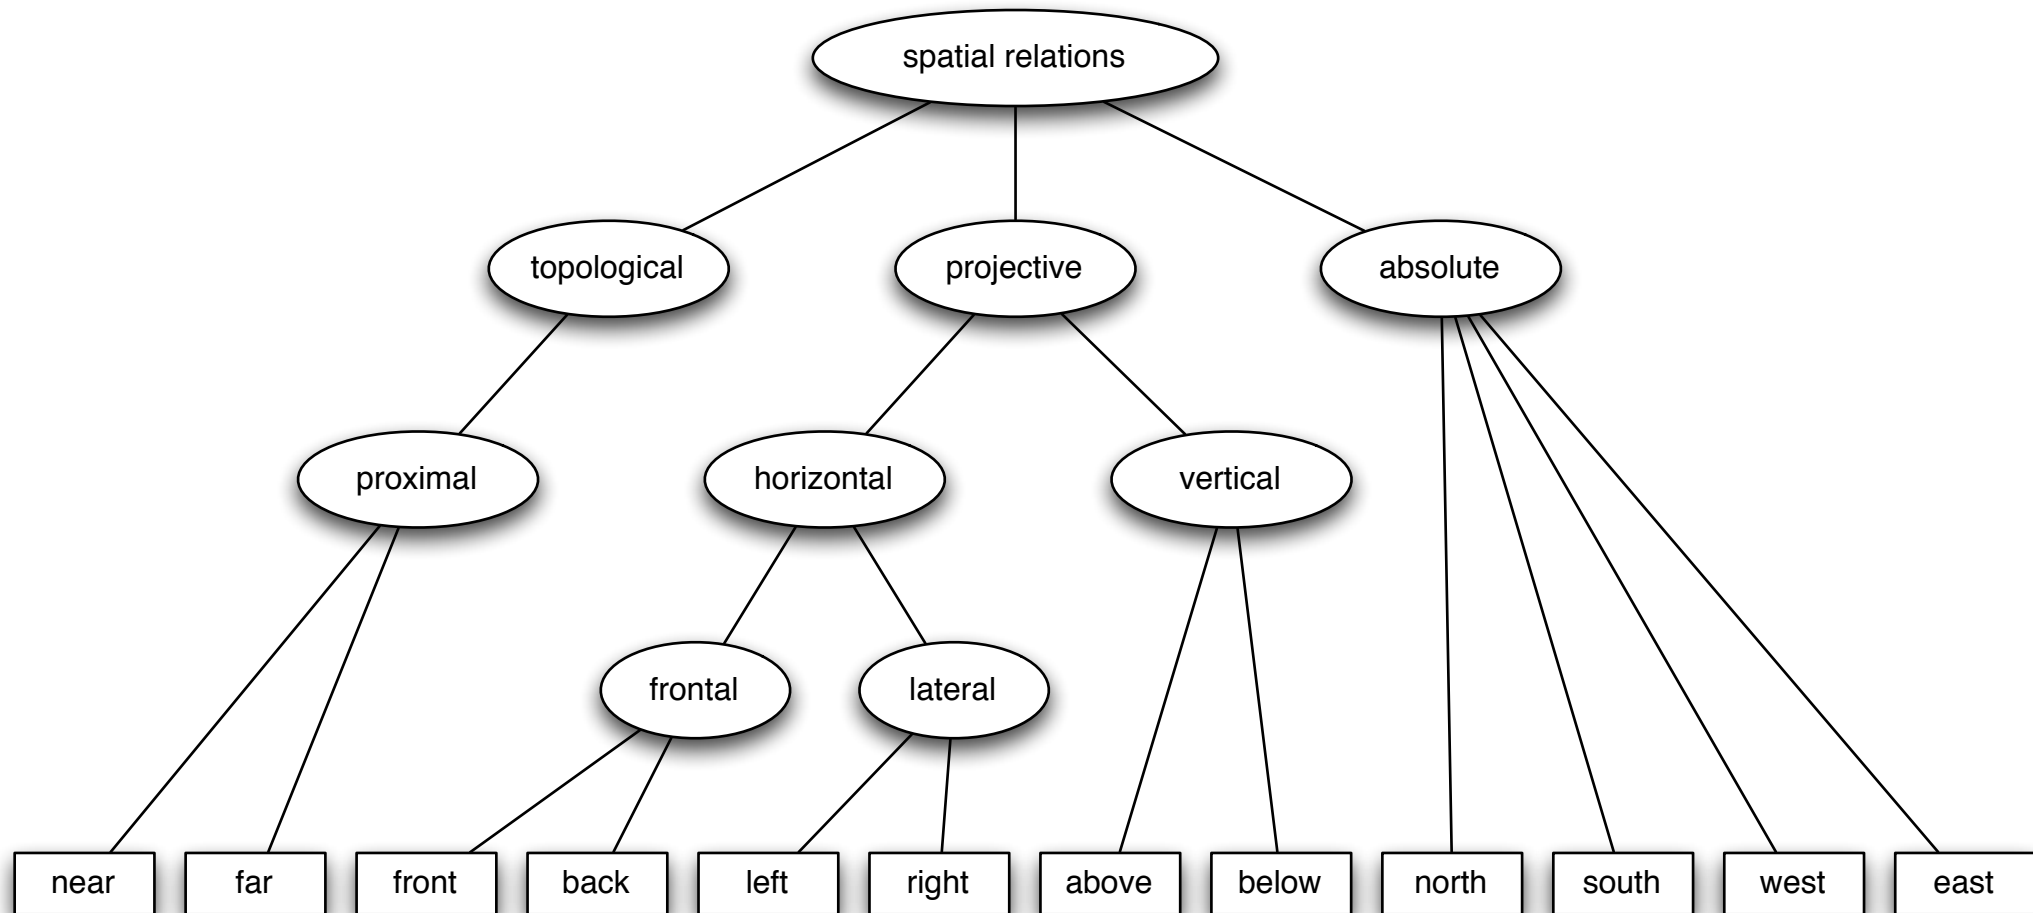 spatial relations
topological
projective
absolute
proximal
horizontal
vertical
frontal
lateral
near
far
front
back
left
right
above
below
north
south
west
east